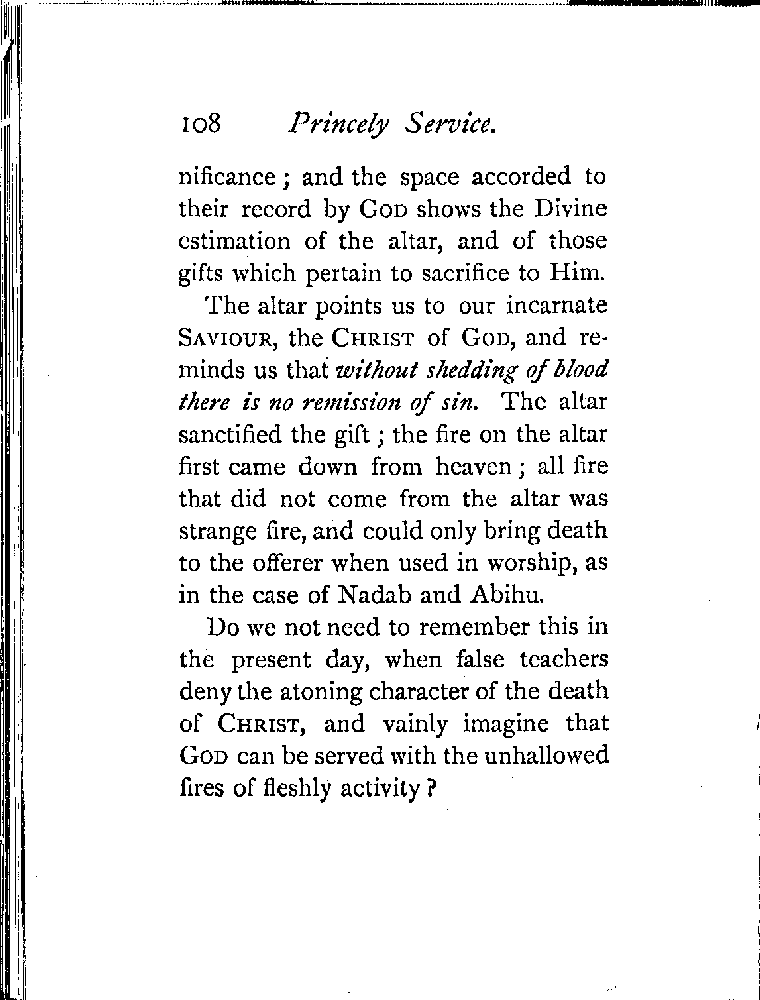 108 Princely Service.
nificance ; and the space accorded to
their record by GOD shows the Divine
estimation of the altar, and of those
gifts which pertain to sacrifice to Him.
The altar points us to our incarnate
SAVIOUR, the CHRIST of GOD, and re-
minds us that without shedding of blood
there is no remission of sin. The altar
sanctified the gift ; the fire on the altar
first came down from heaven ; all fire
that did not come from the altar was
strange fire, and could only bring death
to the offerer when used in worship, as
in the case of Nadab and Abihu.
Do we not need to remember this in
the present day, when false teachers
deny the atoning character of the death
of CHRIST, and vainly imagine that
GOD can be served with the unhallowed
fires of fleshly activity ?